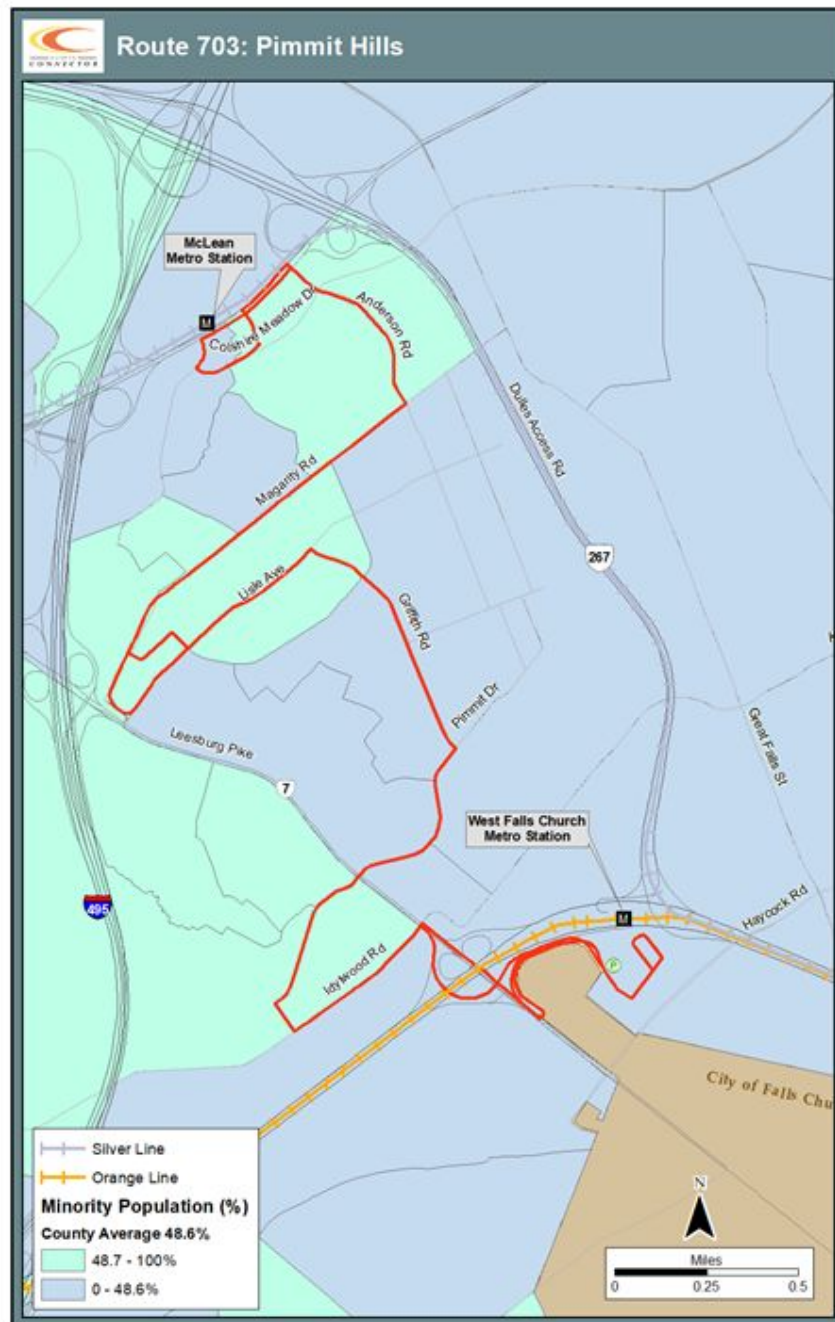 CONNECTOR
Route 703: Pimmit Hills
McLean
Metro Station
M
Colshire Meadow Dr
Anderson Rd
Dulles Access Rd
Magarity Rd
267
Lisle Ave
Griffith Rd
Pimmit Dr
Great Falls St
Leesburg Pike
7
West Falls Church
Metro Station
495
M
Haycock Rd
Idylwood Rd
P
City of Falls Chu
Silver Line
Orange Line
Minority Population (%)
County Average 48.6%
48.7 - 100%
0 - 48.6%
N
Miles
0 0.25 0.5